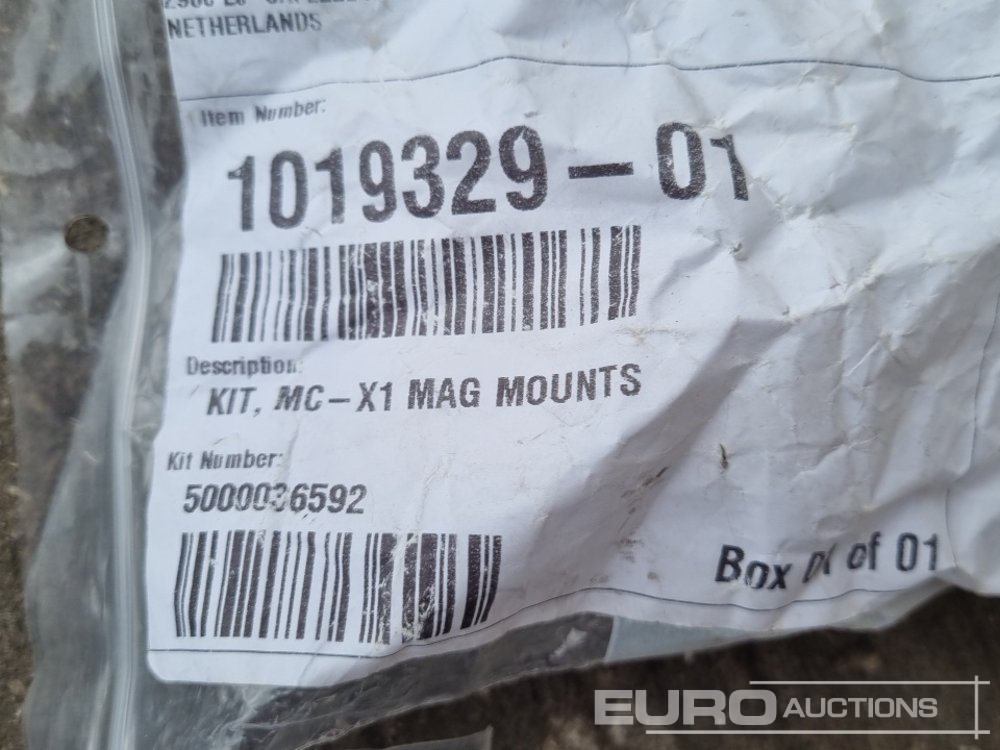 NETHERLANDS
Item Number:
1019329-01
Description:
KIT, MC-X1 MAG MOUNTS
Kit Number:
5000036592
Box of 01
EURO AUCTIONS